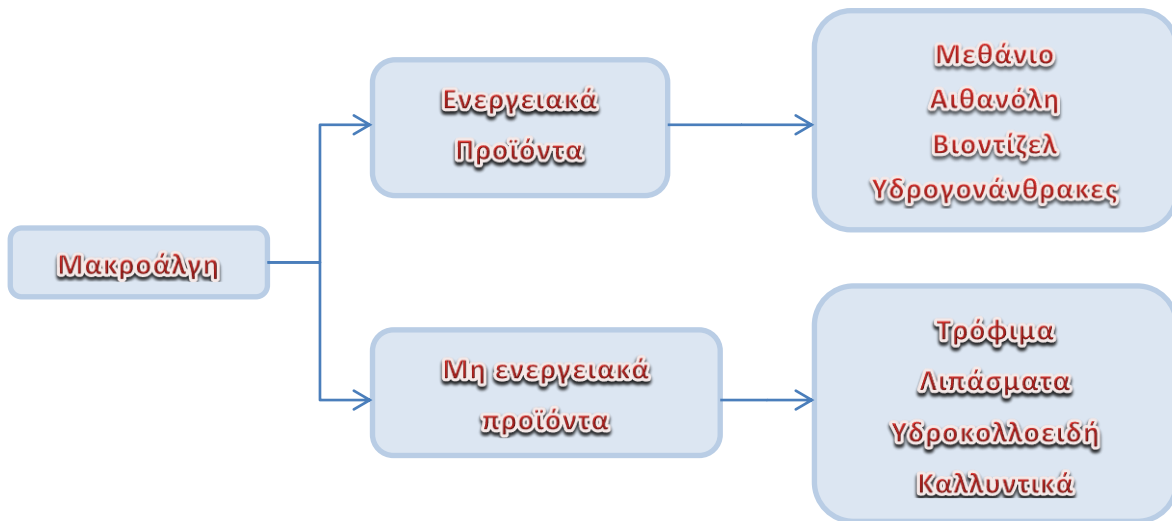 Μακροάλγη
Ενεργειακά
Προϊόντα
Μεθάνιο
Αιθανόλη
Βιοντίζελ
Υδρογονάνθρακες
Μη ενεργειακά
προϊόντα
Τρόφιμα
Λιπάσματα
Υδροκολλοειδή
Καλλυντικά